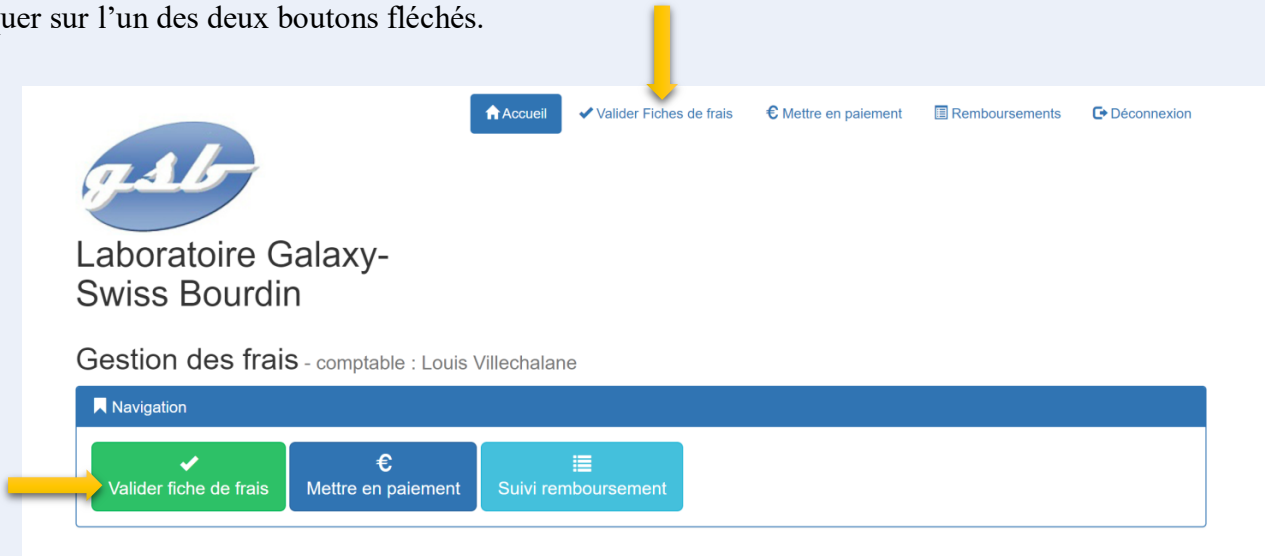 uer sur l’un des deux boutons fléchés.
Accueil Valider Fiches de frais € Mettre en paiement Remboursements Déconnexion
gsb
Laboratoire Galaxy-
Swiss Bourdin
Gestion des frais - comptable : Louis Villechalane
Navigation
€
Valider fiche de frais Mettre en paiement Suivi remboursement